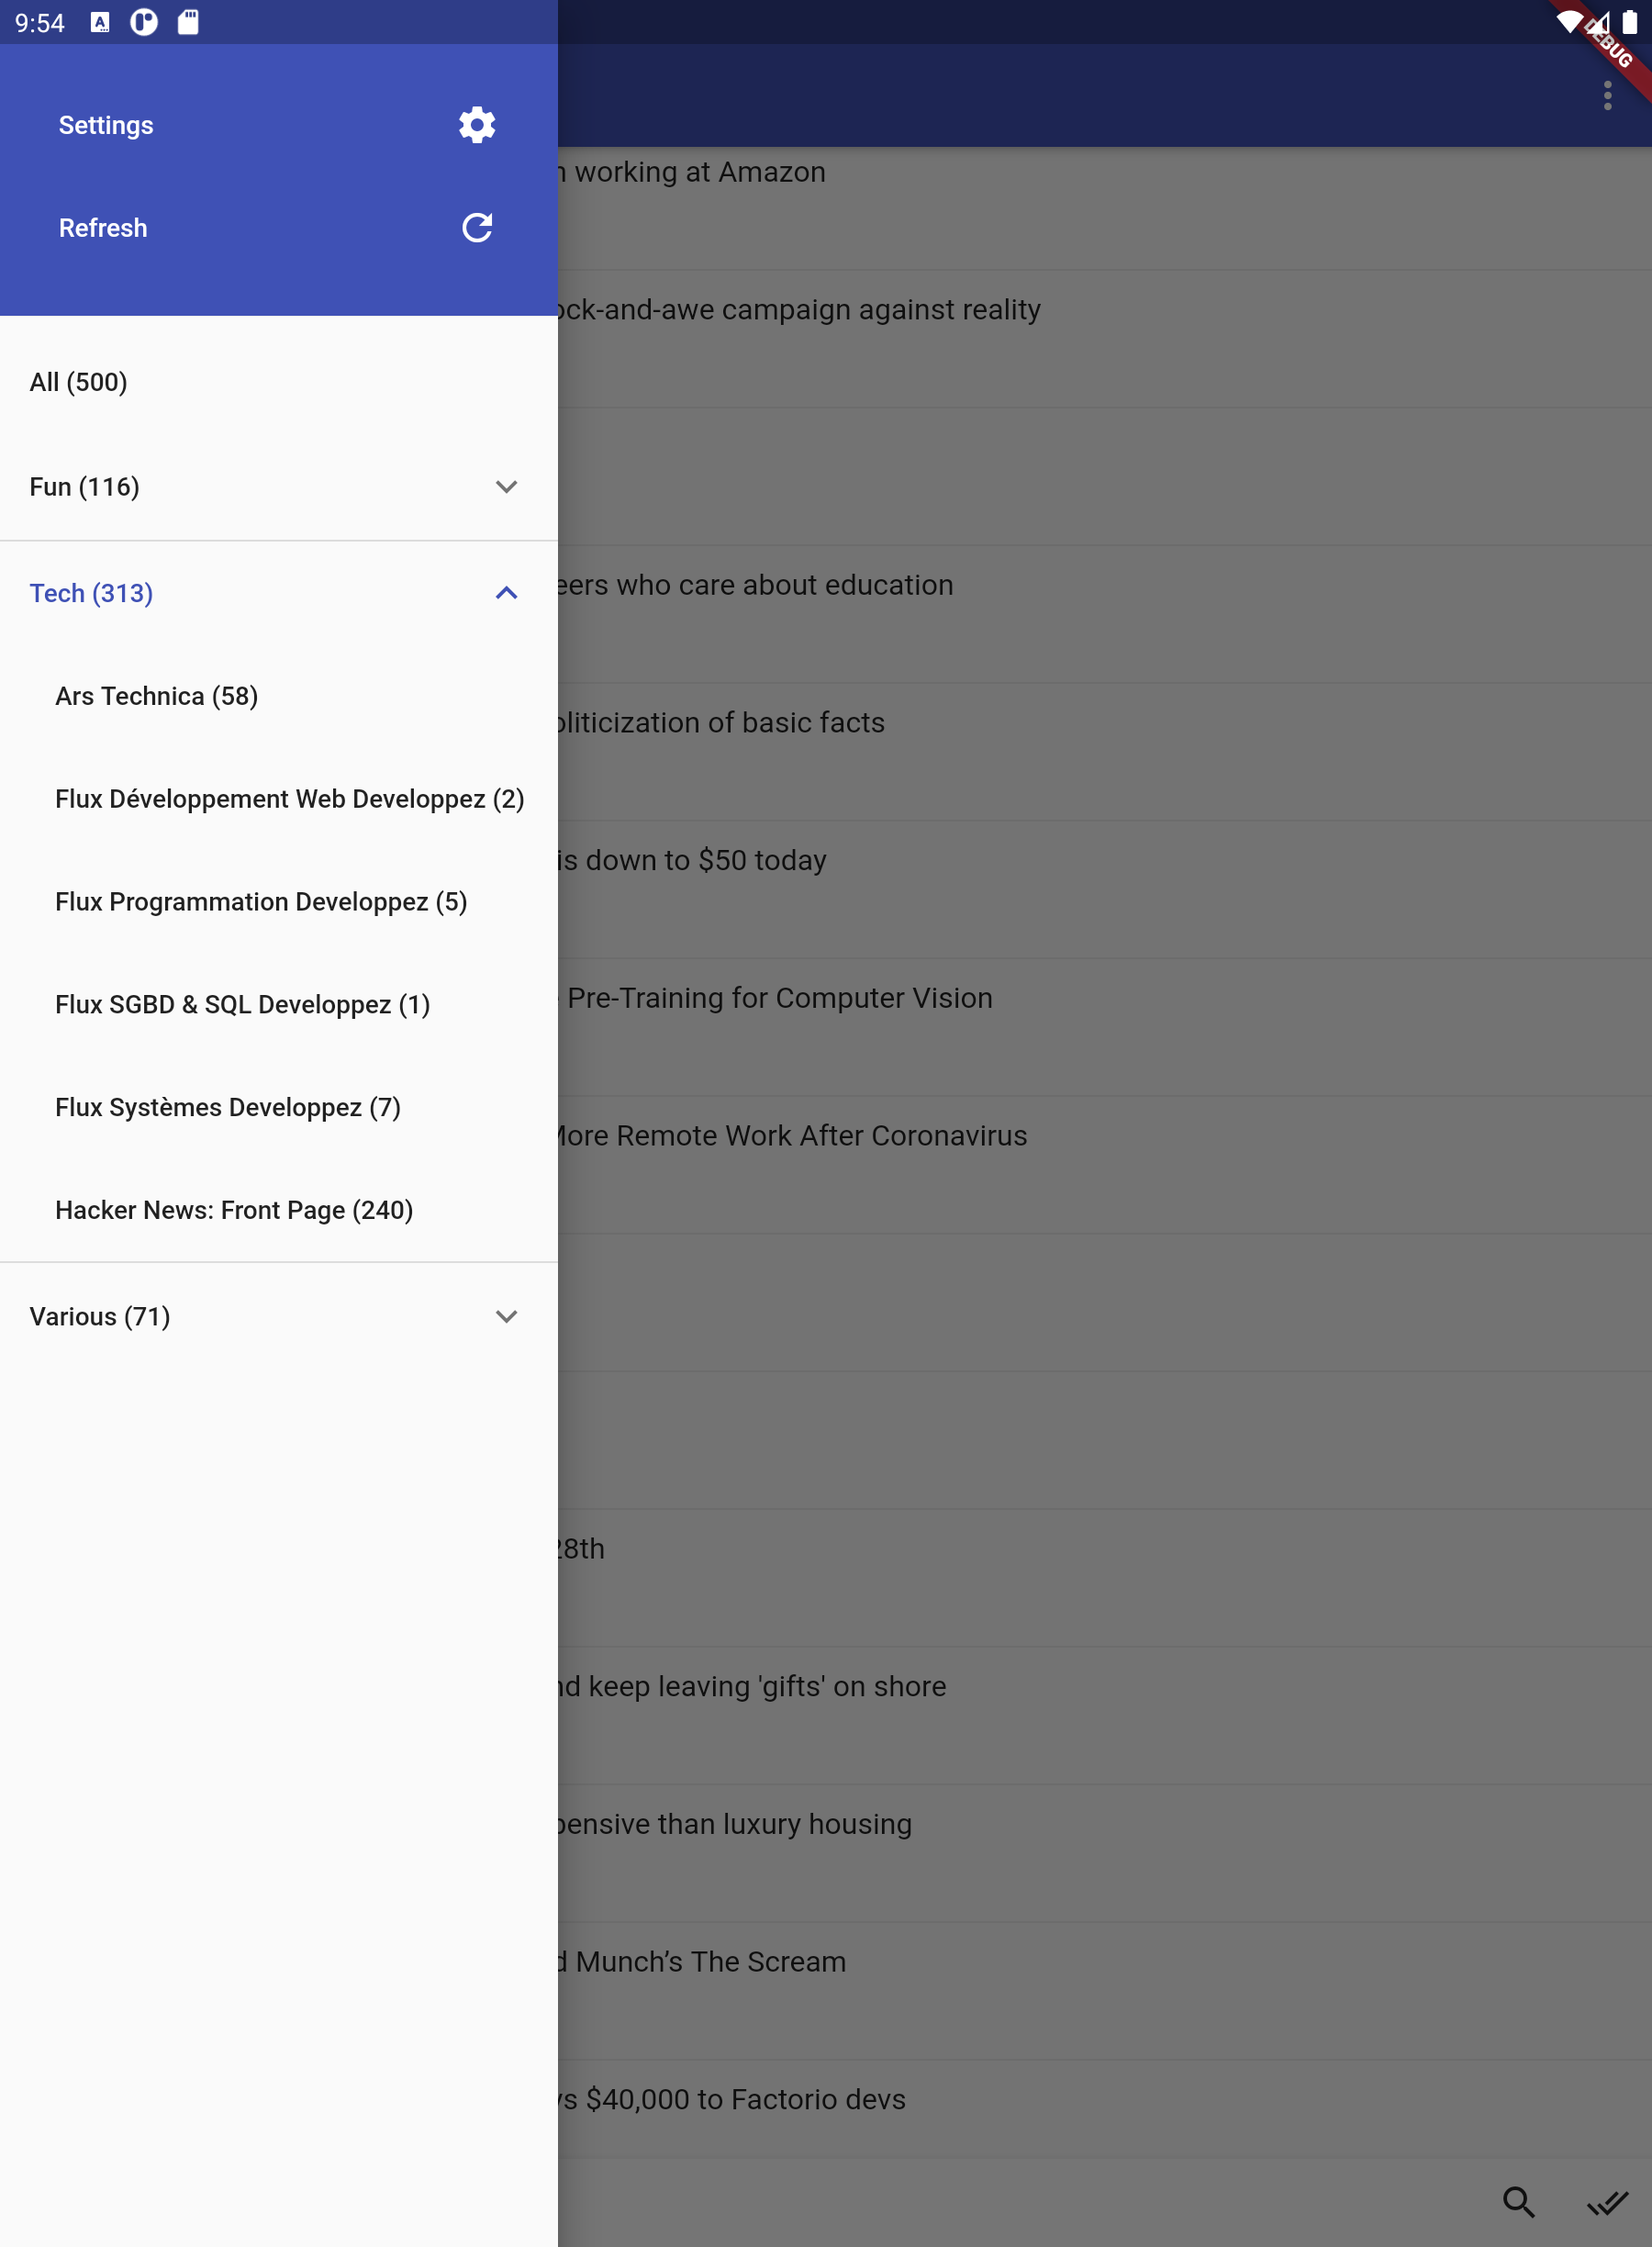 9:54
DEBUG
Settings
Refresh
All (500)
Fun (116)
Tech (313)
Ars Technica (58)
Flux Développement Web Developpez (2)
Flux Programmation Developpez (5)
Flux SGBD & SQL Developpez (1)
Flux Systèmes Developpez (7)
Hacker News: Front Page (240)
Various (71)
working at Amazon
ock-and-awe campaign against reality
eers who care about education
oliticization of basic facts
is down to $50 today
Pre-Training for Computer Vision
More Remote Work After Coronavirus
28th
nd keep leaving 'gifts' on shore
pensive than luxury housing
d Munch’s The Scream
ys $40,000 to Factorio devs